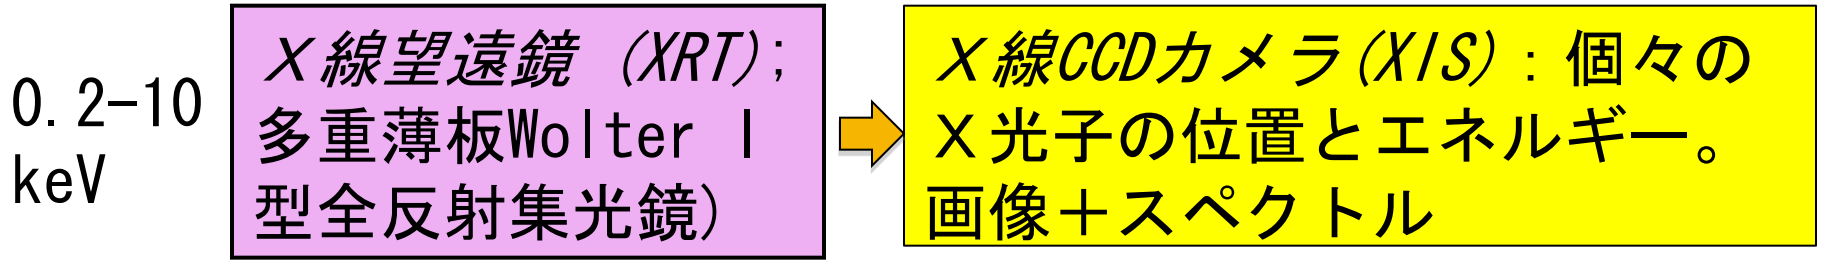 0.2-10
keV
X線望遠鏡 (XRT);
多重薄板Wolter I
型全反射集光鏡)
X線CCDカメラ(XIS):個々の
X光子の位置とエネルギー。
画像+スペクトル